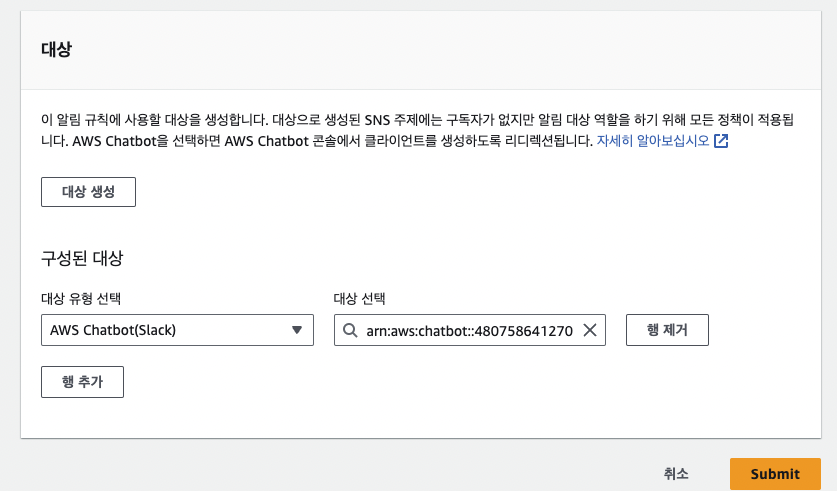 대상
이 알림 규칙에 사용할 대상을 생성합니다. 대상으로 생성된 SNS 주제에는 구독자가 없지만 알림 대상 역할을 하기 위해 모든 정책이 적용됩
니다. AWS Chatbot을 선택하면 AWS Chatbot 콘솔에서 클라이언트를 생성하도록 리디렉션됩니다. 자세히 알아보십시오
대상 생성
구성된 대상
대상 유형 선택 대상 선택
AWS Chatbot(Slack) arn:aws:chatbot::480758641270 행 제거
행 추가
취소 Submit